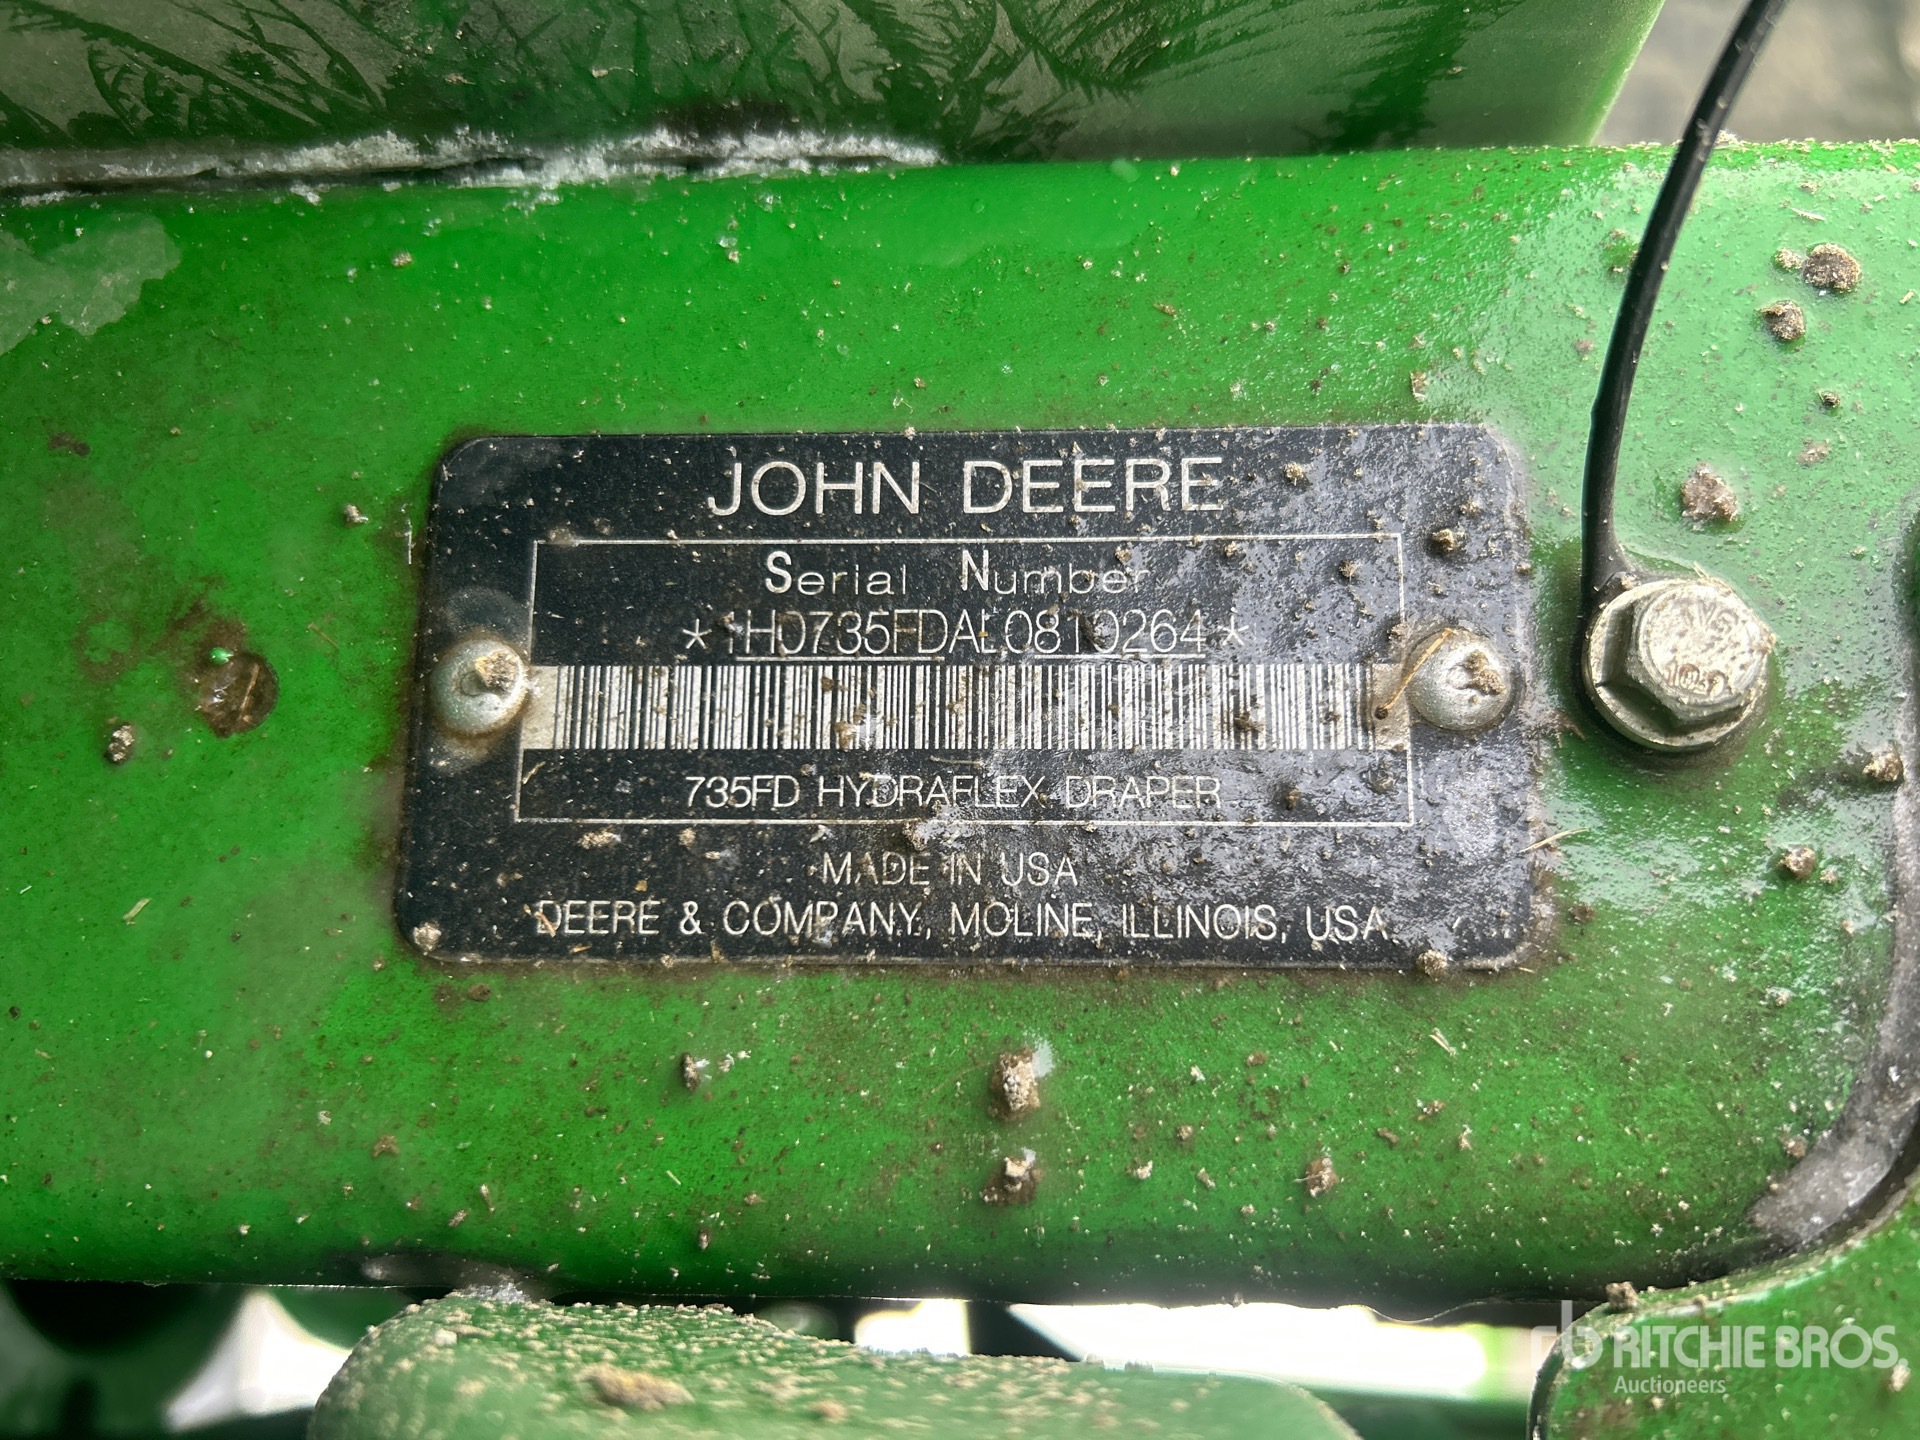 JOHN DEERE
Serial Number
*1H0735FDAL0810264*
735FD HYDRAFLEX DRAPER
MADE IN USA
DEERE & COMPANY, MOLINE, ILLINOIS, USA
rb RITCHIE BROS.
Auctioneers